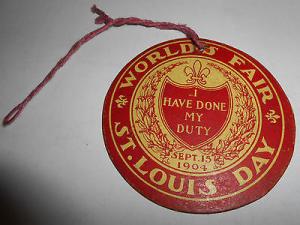 WORLD'S FAIR
I
HAVE DONE
MY
DUTY
SEPT. 15
1904
ST. LOUIS DAY